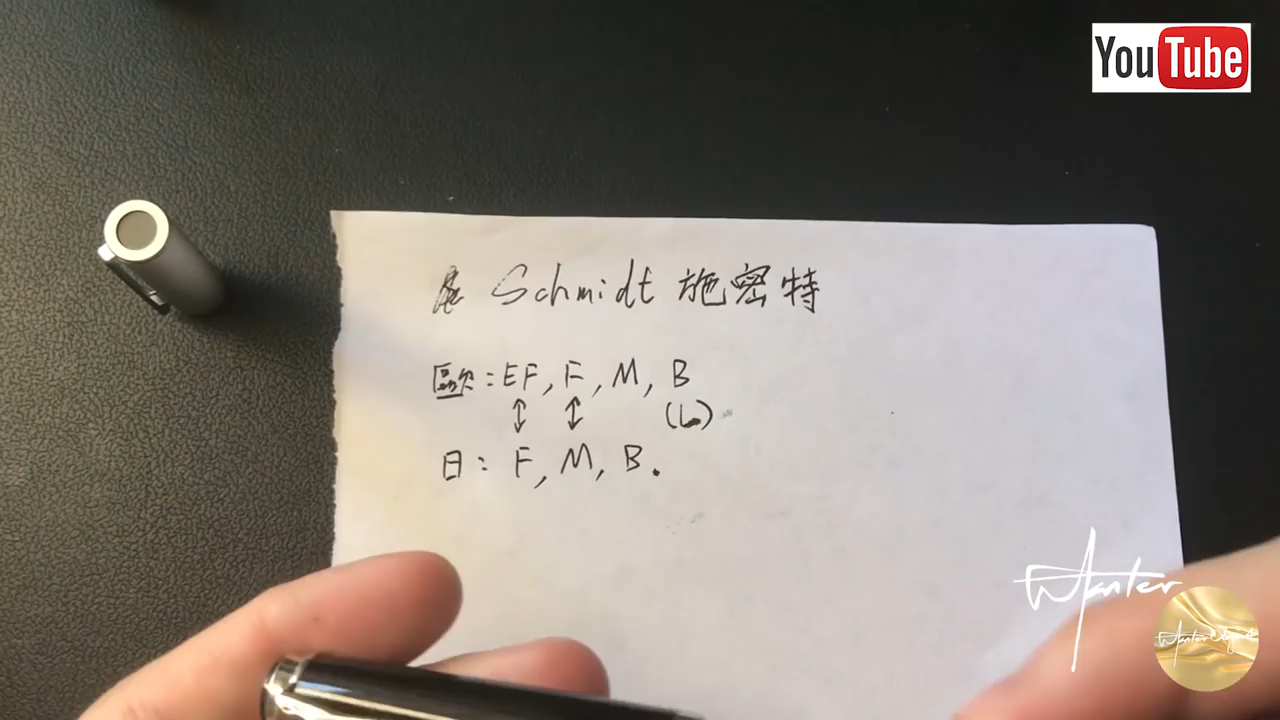 YouTube
Schmidt 施密特
歐：EF, F, M, B
↕ ↕ (b)
日：F, M, B.